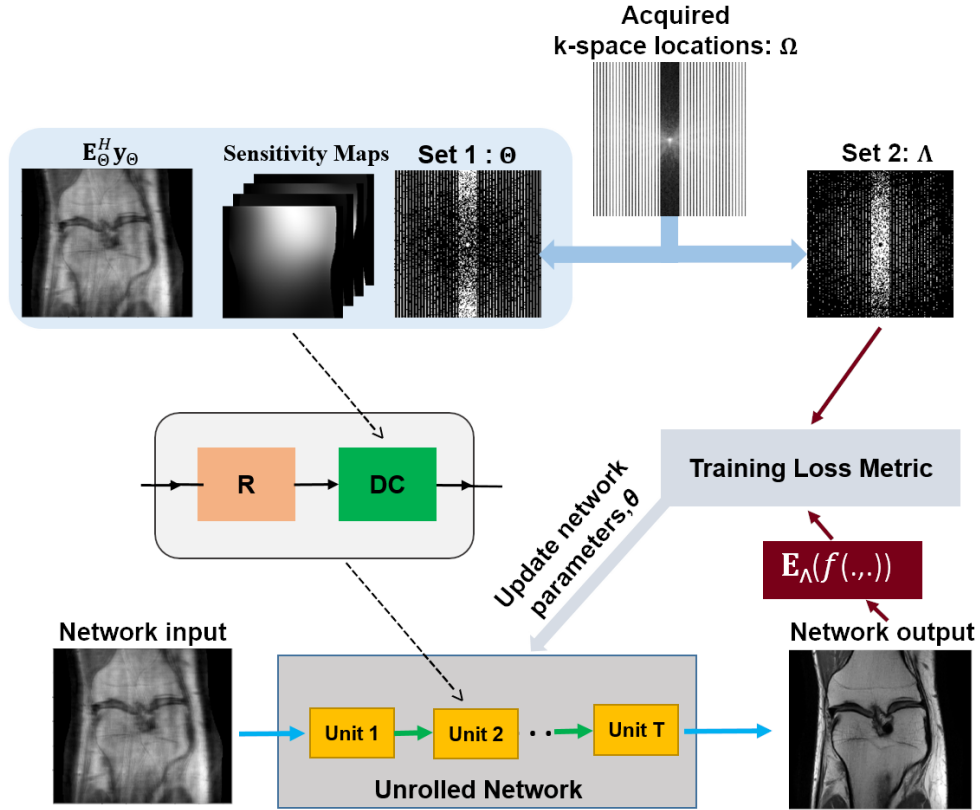 Acquired
k-space locations: Ω
E_Θ^H y_Θ
Sensitivity Maps
Set 1 : Θ
Set 2: Λ
R
DC
Training Loss Metric
Update network
parameters,θ
E_Λ(f(.,.))
Network input
Network output
Unit 1
Unit 2
. .
Unit T
Unrolled Network